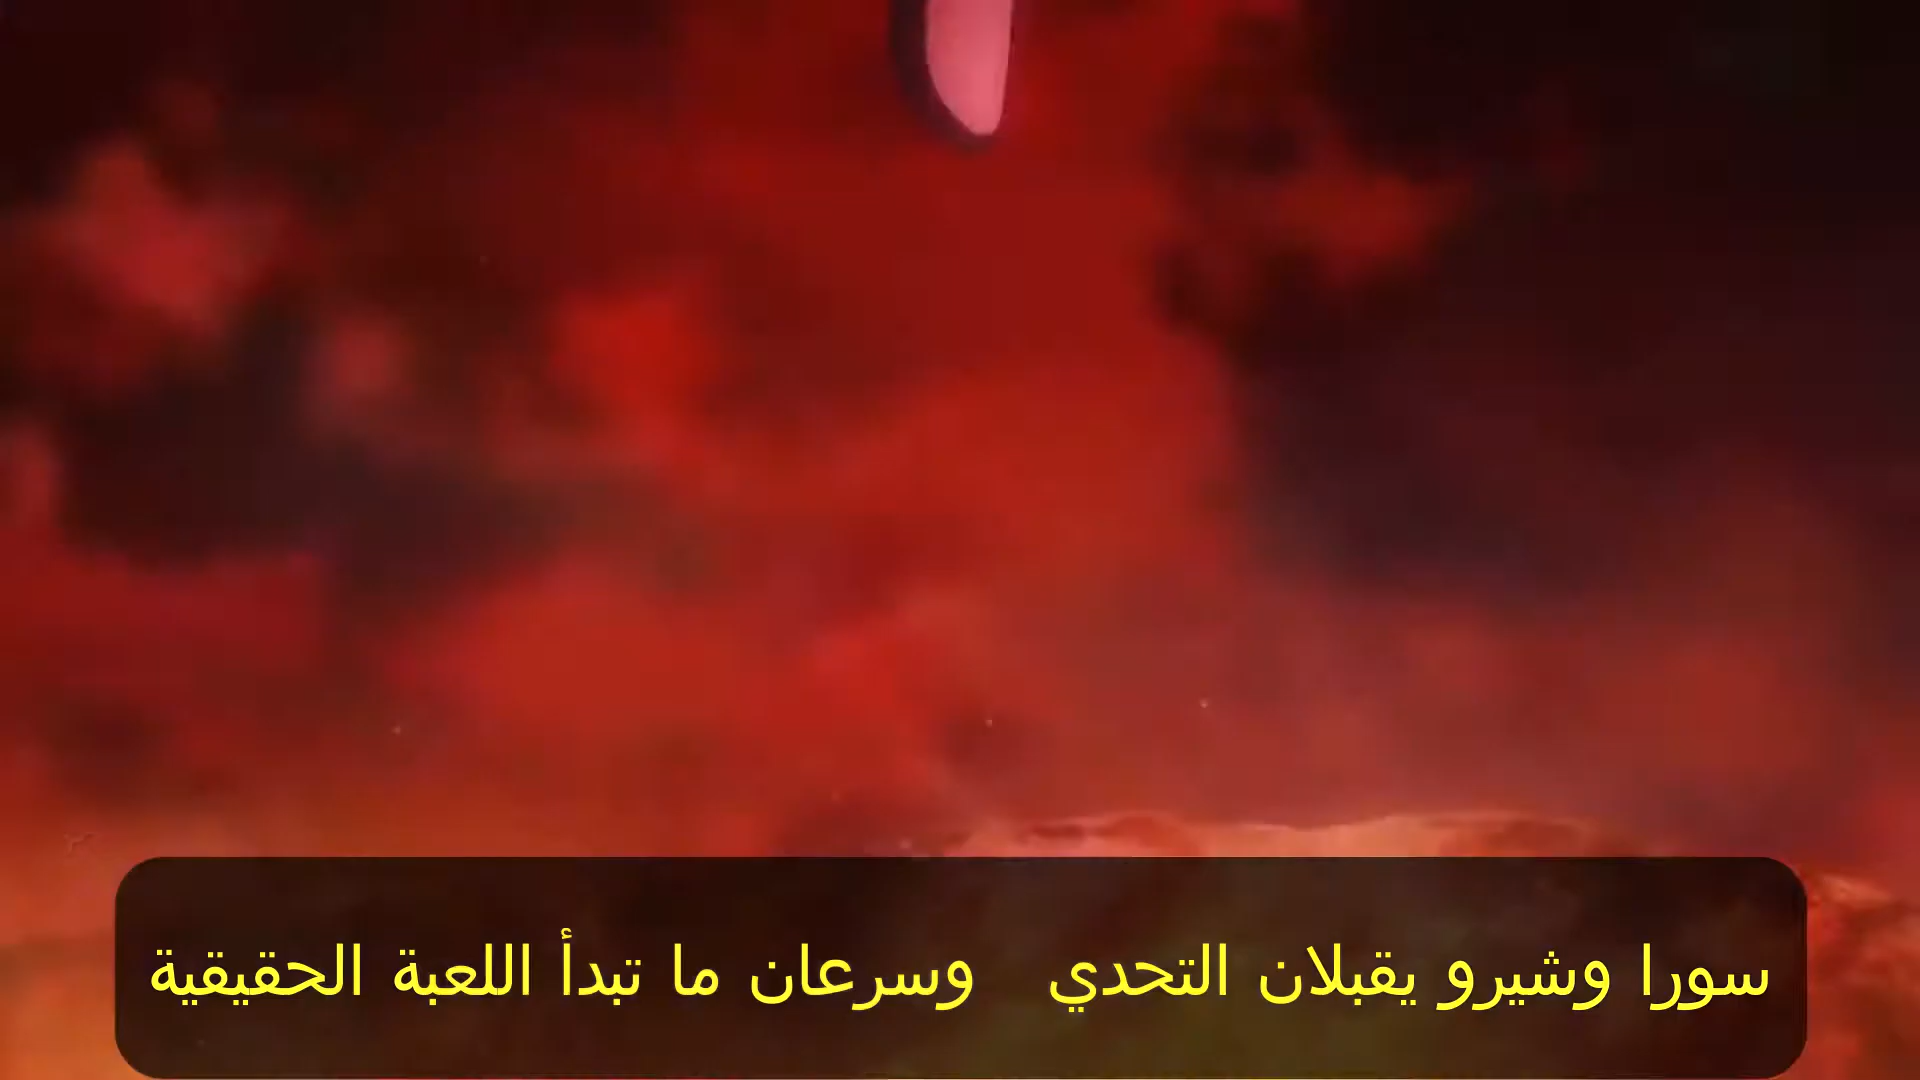 سورا وشيرو يقبلان التحدي   وسرعان ما تبدأ اللعبة الحقيقية